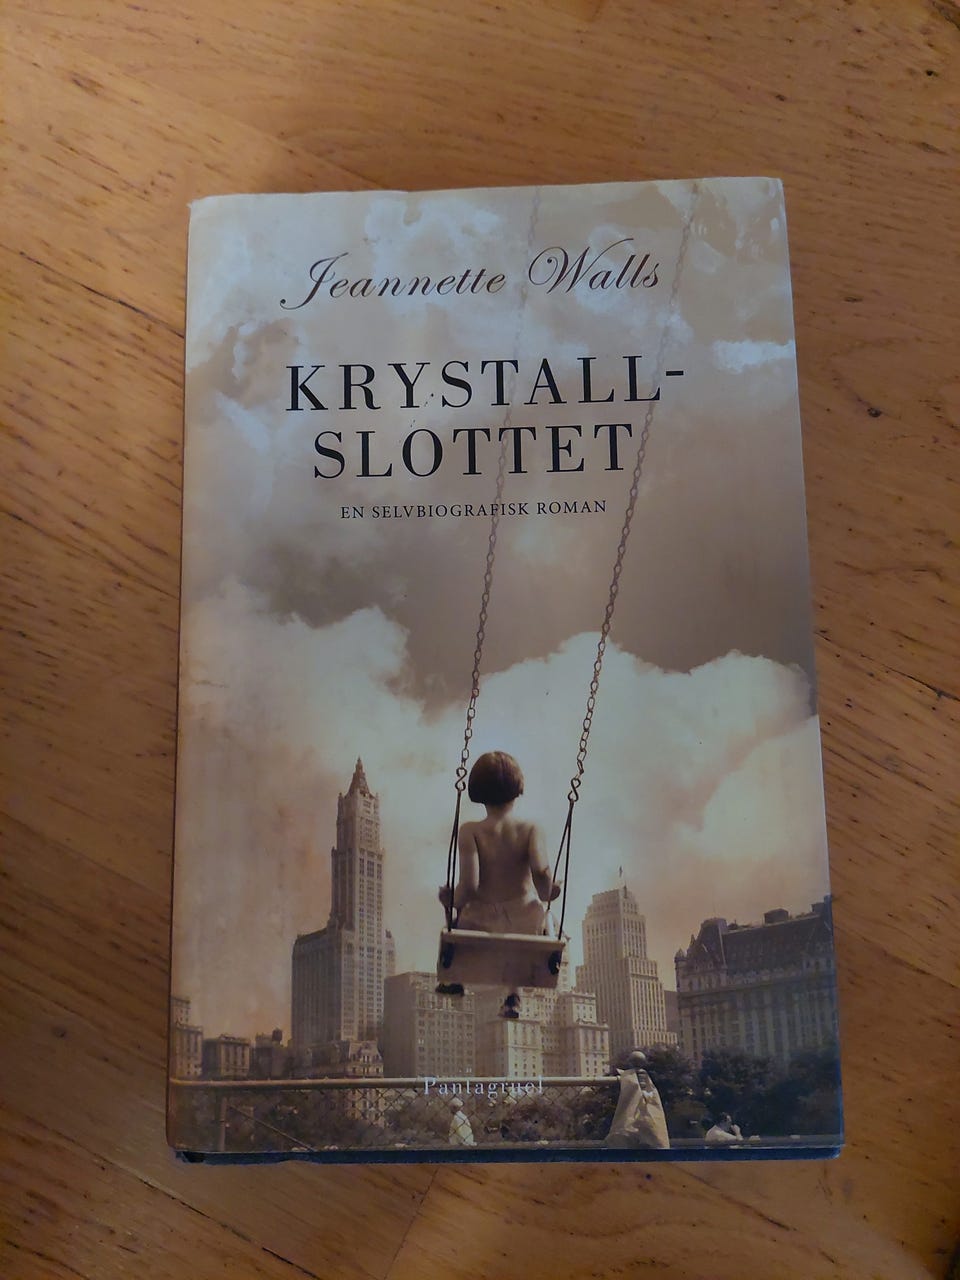 Jeannette Walls
KRYSTALL-
SLOTTET
EN SELVBIOGRAFISK ROMAN
Pantagruel